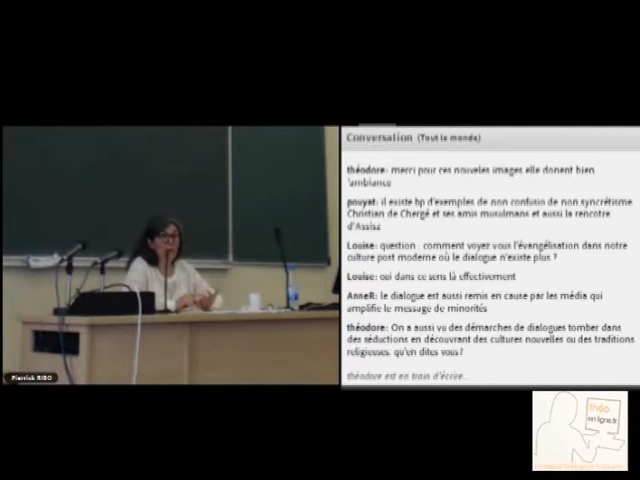 Conversation (Tout le monde)
théodore: merci pour ces nouveles images elle donent bien
'ambiance
pouyat: il existe bp d'exemples de non confusio de non syncrétisme
Christian de Chergé et ses amis musulmans et aussi la rencotre
d'Assise
Louise: question : comment voyer vous l'évangélisation dans notre
culture post moderne où le dialogue n'existe plus ?
Louise: oui dans ce sens là effectivement
AnneR: le dialogue est aussi remis en cause par les média qui
amplifie le message de minorités
théodore: On a aussi vu des démarches de dialogues tomber dans
des séductions en découvrant des cultures nouvelles ou des traditions
religieuses. qu'en dites vous?
théodore est en train d'écrire...
Pierrick RIBO
théo
en ligne.fr